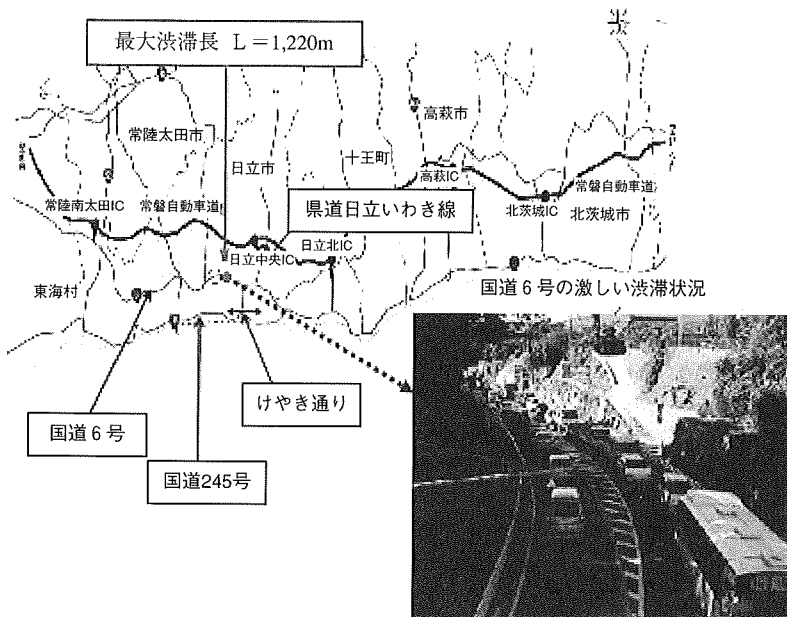 最大渋滞長 L＝1,220m
常陸太田市
日立市
十王町
高萩市
高萩IC
常磐自動車道
北茨城IC
北茨城市
常陸南太田IC
常磐自動車道
県道日立いわき線
日立中央IC
日立北IC
東海村
国道6号の激しい渋滞状況
けやき通り
国道6号
国道245号